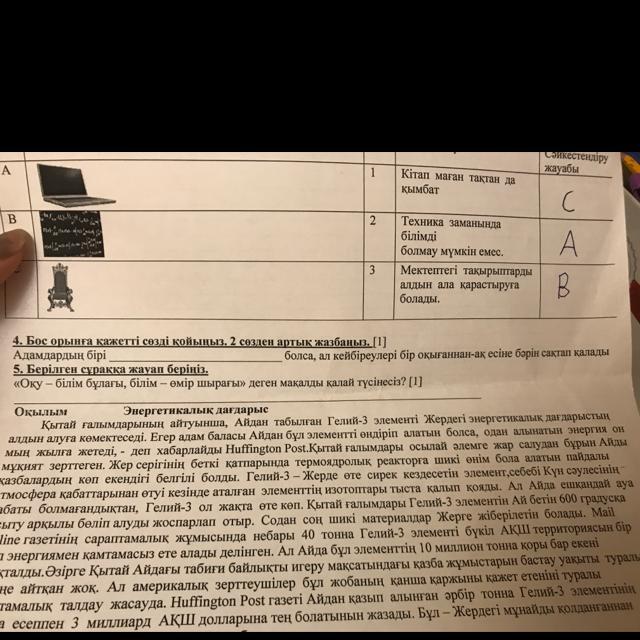 Сәйкестендіру
жауабы
A
1
Кітап маған тақтан да
қымбат
C
B
2
Техника заманында
білімді
болмау мүмкін емес.
A
3
Мектептегі тақырыптарды
алдын ала қарастыруға
болады.
B
4. Бос орынға қажетті сөзді қойыңыз. 2 сөзден артық жазбаңыз. [1]
Адамдардың бірі ______ болса, ал кейбіреулері бір оқығаннан-ақ есіне бәрін сақтап қалады
5. Берілген сұраққа жауап беріңіз.
«Оқу – білім бұлағы, білім – өмір шырағы» деген мақалды қалай түсінесіз? [1]
Оқылым Энергетикалық дағдарыс
Қытай ғалымдарының айтуынша, Айдан табылған Гелий-3 элементі Жердегі энергетикалық дағдарыстың
алдын алуға көмектеседі. Егер адам баласы Айдан бұл элементті өндіріп алатын болса, одан алынатын энергия он
мың жылға жетеді, - деп хабарлайды Huffington Post.Қытай ғалымдары осылай әлемге жар салудан бұрын Айды
мұқият зерттеген. Жер серігінің беткі қатпарында термоядролық реакторға шикі өнім бола алатын пайдалы
қазбалардың көп екендігі белгілі болды. Гелий-3 – Жерде өте сирек кездесетін элемент,себебі Күн сәулесінің
тмосфера қабаттарынан өтуі кезінде аталған элементтің изотоптары тыста қалып қояды. Ал Айда ешқандай ауа
абаты болмағандықтан, Гелий-3 ол жақта өте көп. Қытай ғалымдары Гелий-3 элементін Ай бетін 600 градусқа
ыту арқылы бөліп алуды жоспарлап отыр. Содан соң шикі материалдар Жерге жіберілетін болады. Mail
line газетінің сараптамалық жұмысында небары 40 тонна Гелий-3 элементі бүкіл АҚШ территориясын бір
л энергиямен қамтамасыз ете алады делінген. Ал Айда бұл элементтің 10 миллион тонна қоры бар екені
қталды.Әзірге Қытай Айдағы табиғи байлықты игеру мақсатындағы қазба жұмыстарын бастау уақыты туралы
ңе айтқан жоқ. Ал америкалық зерттеушілер бұл жобаның қанша қаржыны қажет ететіні туралы
тамалық талдау жасауда. Huffington Post газеті Айдан қазып алынған әрбір тонна Гелий-3 элементінің
а есеппен 3 миллиард АҚШ долларына тең болатынын жазады. Бұл – Жердегі мұнайды қолданғаннан